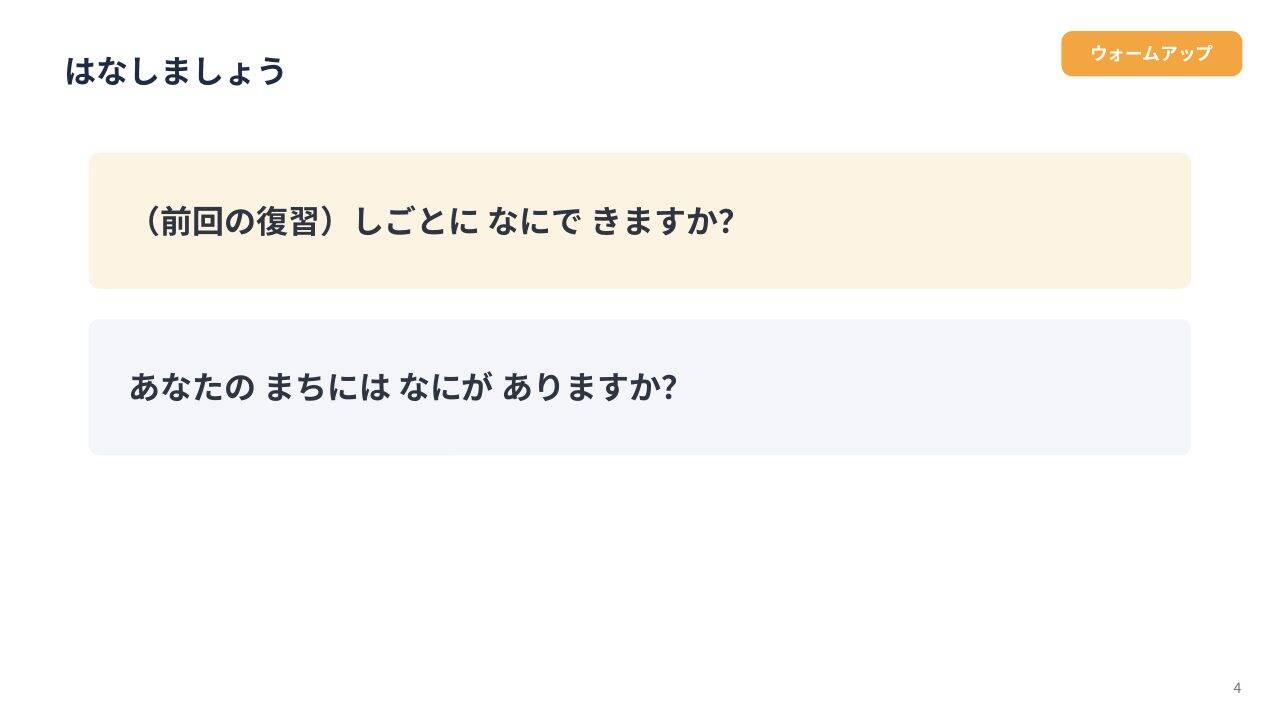 はなしましょう
ウォームアップ
（前回の復習）しごとに なにで きますか?
あなたの まちには なにが ありますか?
4